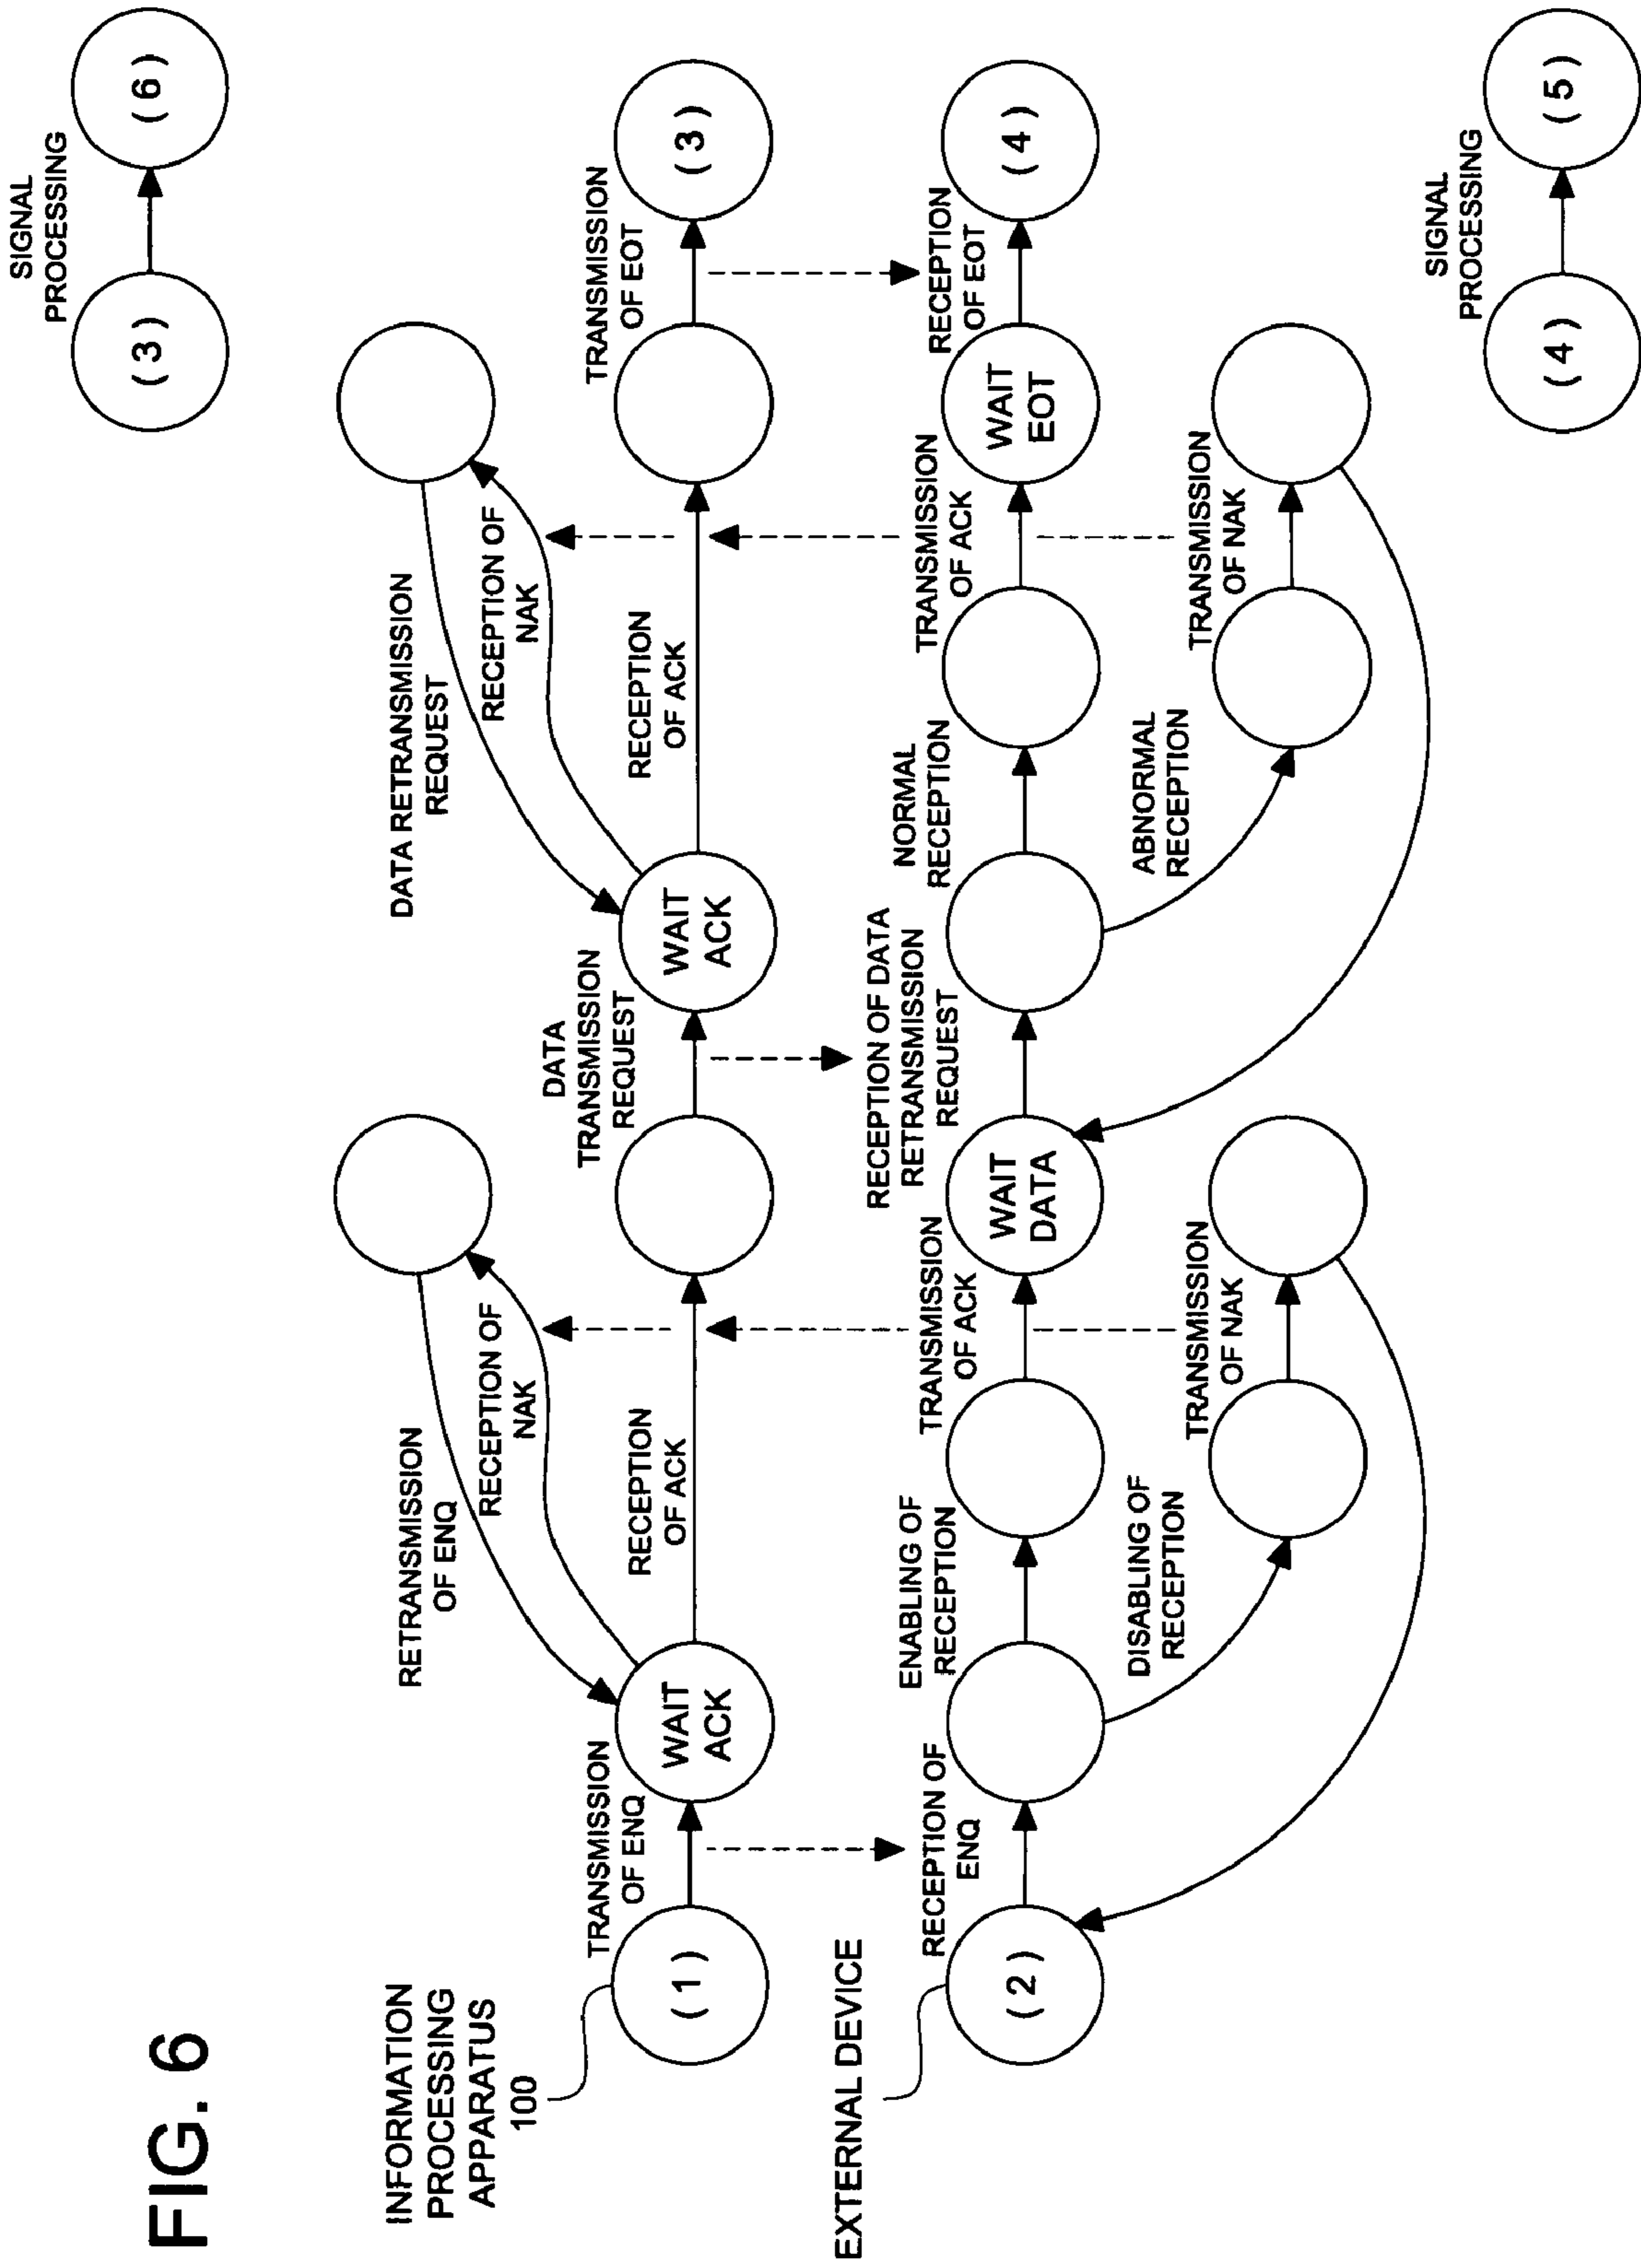 FIG. 6
SIGNAL
PROCESSING
(3)
(6)
DATA RETRANSMISSION
REQUEST
RECEPTION OF
NAK
RETRANSMISSION
OF ENQ
RECEPTION OF
NAK
INFORMATION
PROCESSING
APPARATUS
100
(1)
TRANSMISSION
OF ENQ
WAIT
ACK
RECEPTION
OF ACK
DATA
TRANSMISSION
REQUEST
WAIT
ACK
RECEPTION
OF ACK
TRANSMISSION
OF EOT
(3)
EXTERNAL DEVICE
(2)
RECEPTION OF
ENQ
ENABLING OF
RECEPTION
TRANSMISSION
OF ACK
WAIT
DATA
RECEPTION OF DATA
RETRANSMISSION
REQUEST
NORMAL
RECEPTION
TRANSMISSION
OF ACK
WAIT
EOT
RECEPTION
OF EOT
(4)
DISABLING OF
RECEPTION
TRANSMISSION
OF NAK
ABNORMAL
RECEPTION
TRANSMISSION
OF NAK
SIGNAL
PROCESSING
(4)
(5)